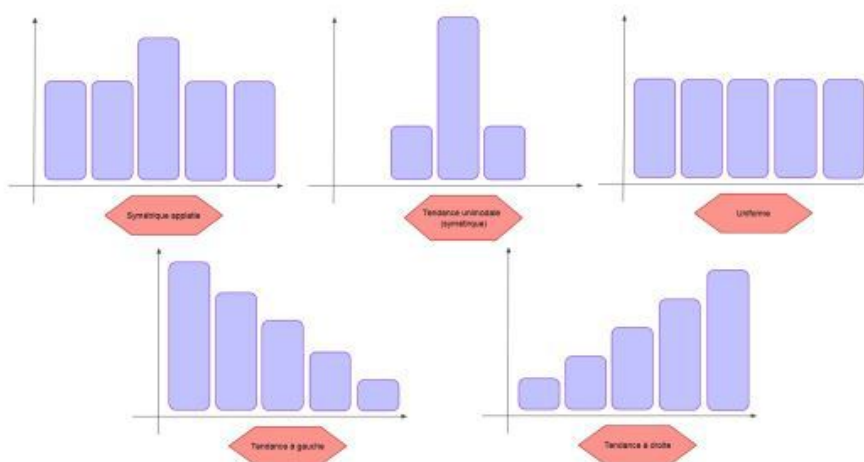 Symétrique applatie
Tendance unimodale
(symétrique)
Uniforme
Tendance à gauche
Tendance à droite